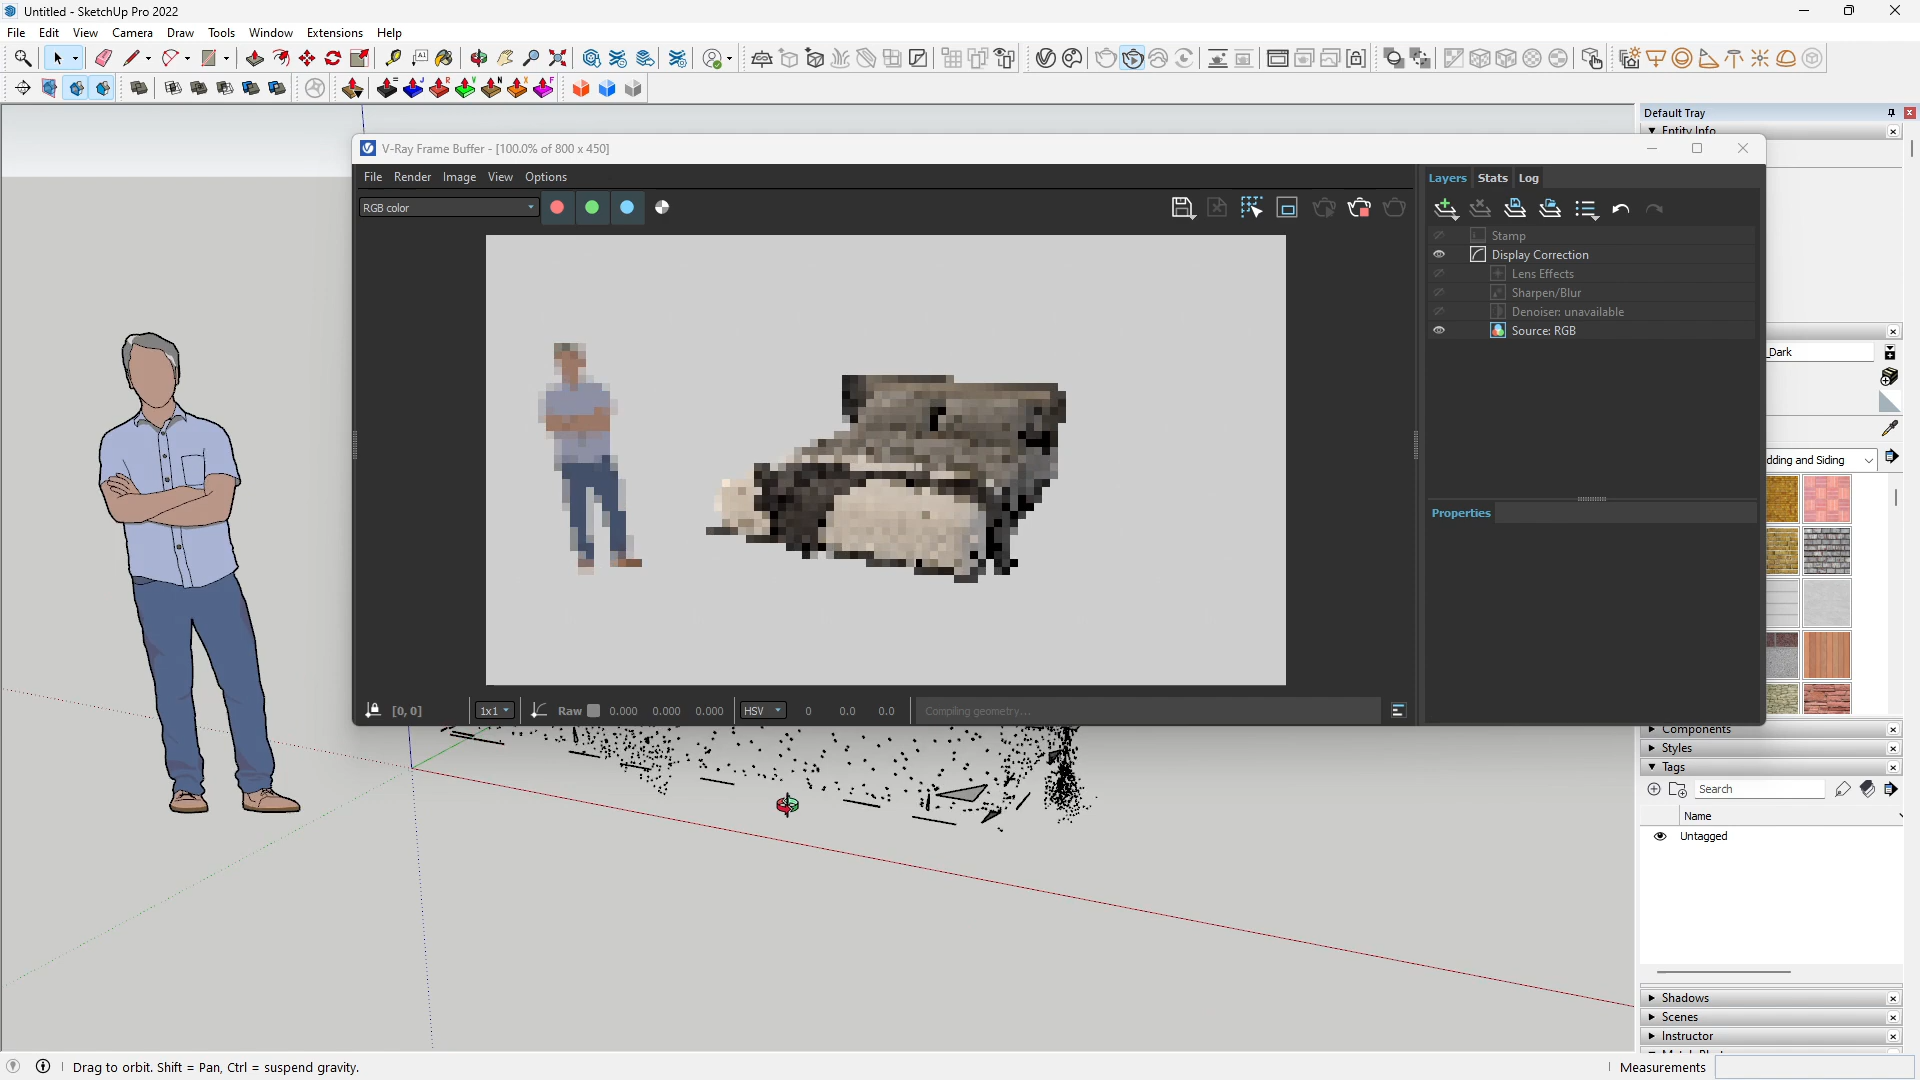 Untitled - SketchUp Pro 2022
File Edit View Camera Draw Tools Window Extensions Help
Default Tray
Entity Info
V-Ray Frame Buffer - [100.0% of 800 x 450]
File Render Image View Options
Layers Stats Log
RGB color
Stamp
Display Correction
Lens Effects
Sharpen/Blur
Denoiser: unavailable
Source: RGB
_Dark
dding and Siding
Properties
[0, 0] 1x1 Raw 0.000 0.000 0.000 HSV 0 0.0 0.0 Compiling geometry...
Components
Styles
Tags
Search
Name
Untagged
Shadows
Scenes
Instructor
Drag to orbit. Shift = Pan, Ctrl = suspend gravity.
Measurements